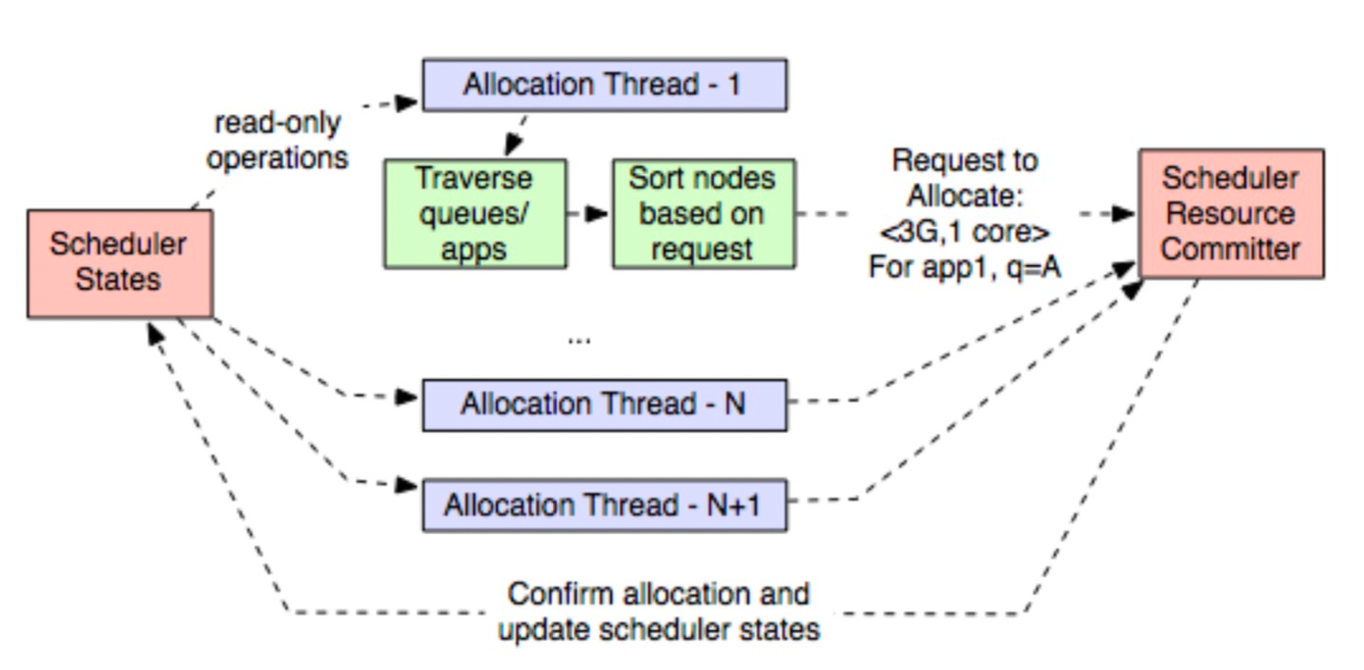 Allocation Thread - 1
read-only
operations
Traverse
queues/
apps
Sort nodes
based on
request
Request to
Allocate:
<3G,1 core>
For app1, q=A
Scheduler
Resource
Committer
Scheduler
States
...
Allocation Thread - N
Allocation Thread - N+1
Confirm allocation and
update scheduler states